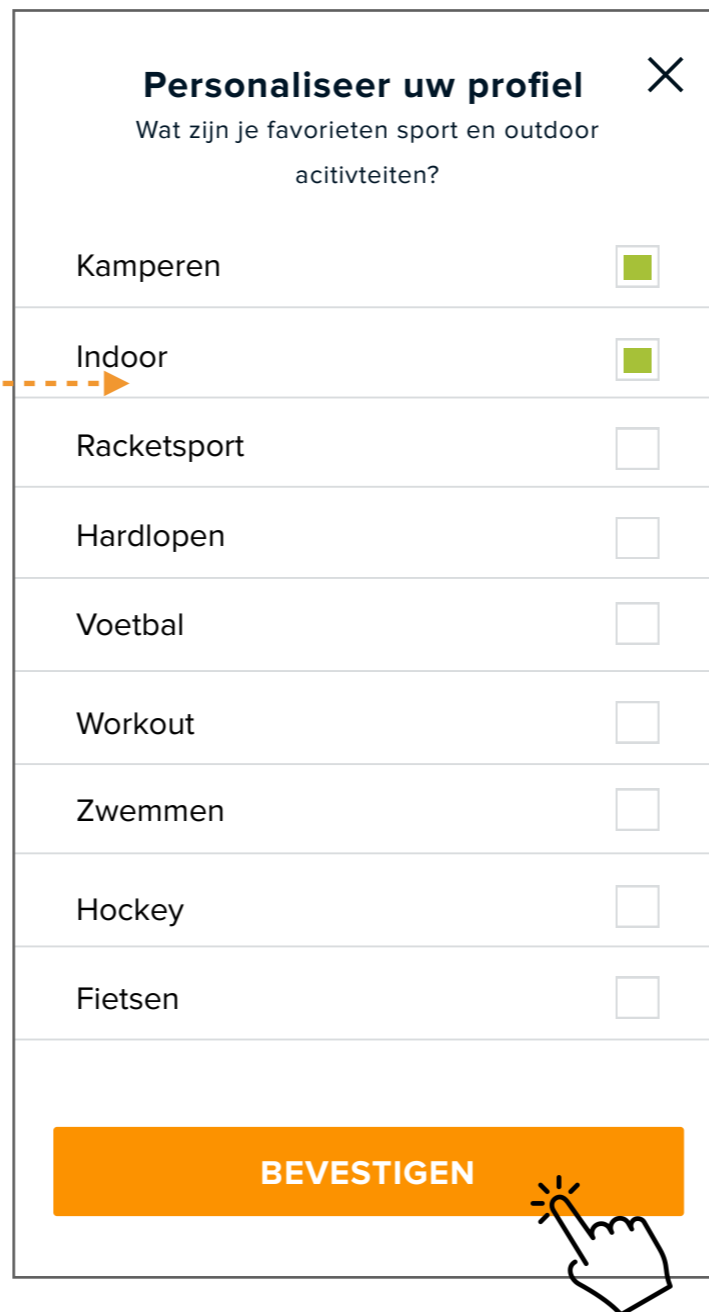 Personaliseer uw profiel
Wat zijn je favorieten sport en outdoor
acitivteiten?
Kamperen
Indoor
Racketsport
Hardlopen
Voetbal
Workout
Zwemmen
Hockey
Fietsen
BEVESTIGEN